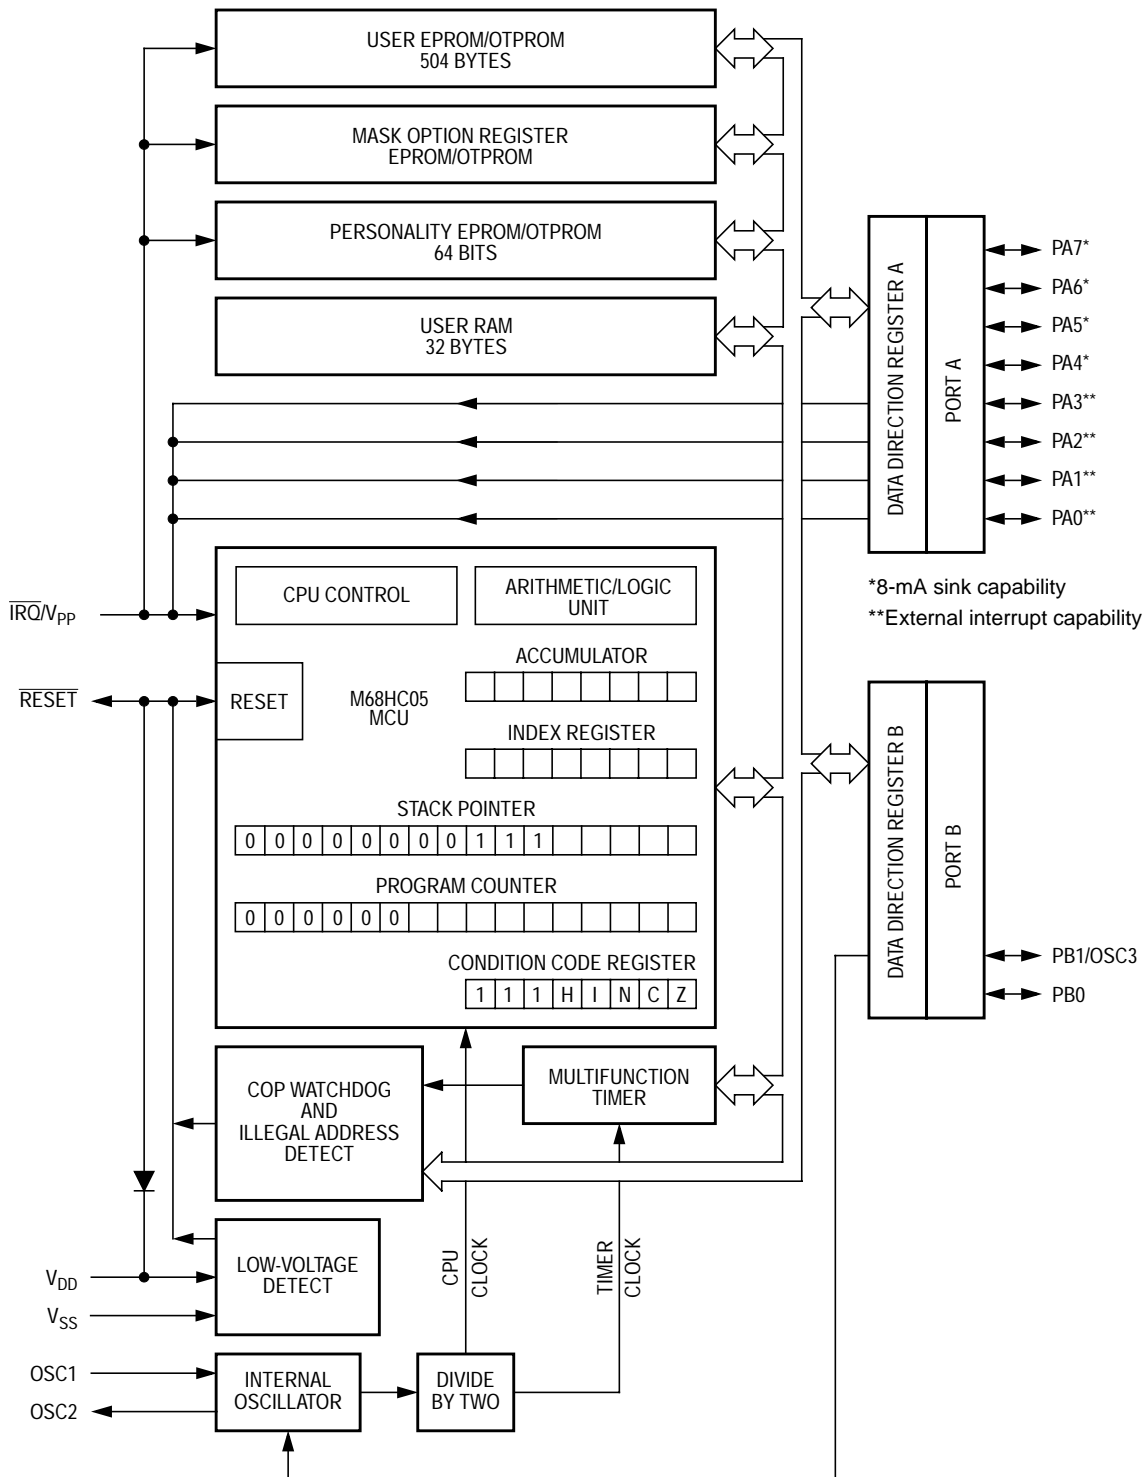 USER EPROM/OTPROM
504 BYTES
MASK OPTION REGISTER
EPROM/OTPROM
PERSONALITY EPROM/OTPROM
64 BITS
USER RAM
32 BYTES
DATA DIRECTION REGISTER A
PORT A
PA7*
PA6*
PA5*
PA4*
PA3**
PA2**
PA1**
PA0**
*8-mA sink capability
**External interrupt capability
IRQ/VPP
CPU CONTROL
ARITHMETIC/LOGIC
UNIT
RESET
RESET
M68HC05
MCU
ACCUMULATOR
INDEX REGISTER
STACK POINTER
0 0 0 0 0 0 0 0 1 1 1
PROGRAM COUNTER
0 0 0 0 0 0
CONDITION CODE REGISTER
1 1 1 H I N C Z
DATA DIRECTION REGISTER B
PORT B
PB1/OSC3
PB0
COP WATCHDOG
AND
ILLEGAL ADDRESS
DETECT
MULTIFUNCTION
TIMER
VDD
VSS
LOW-VOLTAGE
DETECT
CPU
CLOCK
TIMER
CLOCK
OSC1
OSC2
INTERNAL
OSCILLATOR
DIVIDE
BY TWO